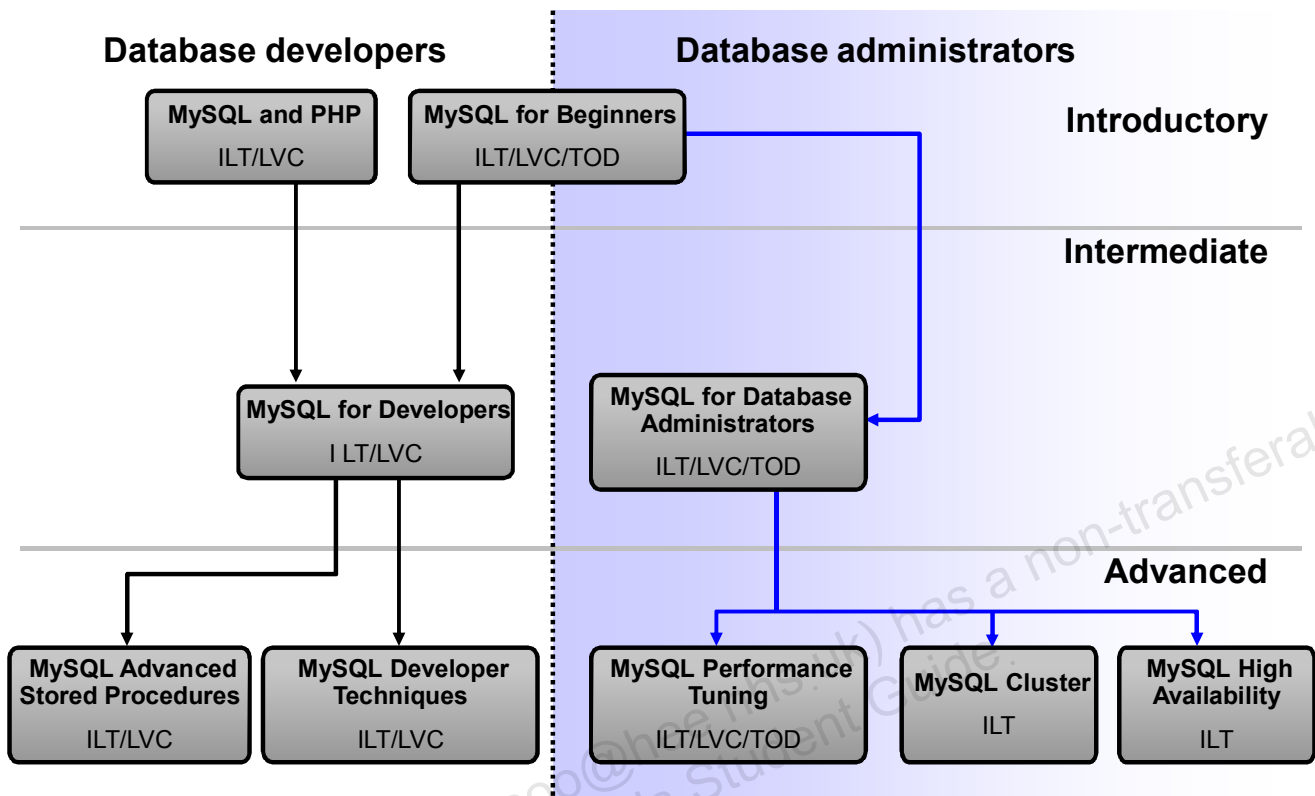 Database developers
Database administrators
MySQL and PHP
ILT/LVC
MySQL for Beginners
ILT/LVC/TOD
Introductory
Intermediate
MySQL for Developers
I LT/LVC
MySQL for Database
Administrators
ILT/LVC/TOD
Advanced
MySQL Advanced
Stored Procedures
ILT/LVC
MySQL Developer
Techniques
ILT/LVC
MySQL Performance
Tuning
ILT/LVC/TOD
MySQL Cluster
ILT
MySQL High
Availability
ILT
uk) has a non-transferal
Student Guide.